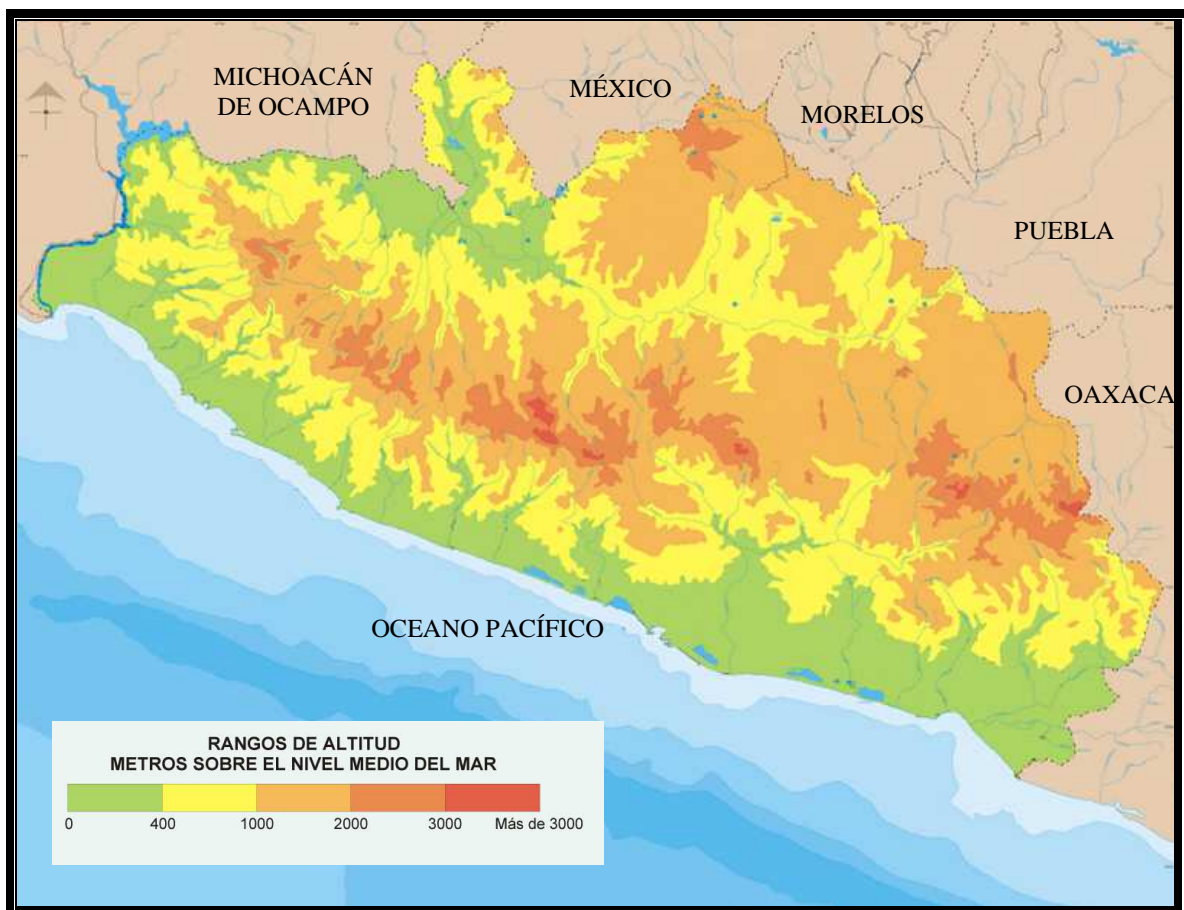 MICHOACÁN
DE OCAMPO
MÉXICO
MORELOS
PUEBLA
OAXACA
OCEANO PACÍFICO
RANGOS DE ALTITUD
METROS SOBRE EL NIVEL MEDIO DEL MAR
0 400 1000 2000 3000 Más de 3000